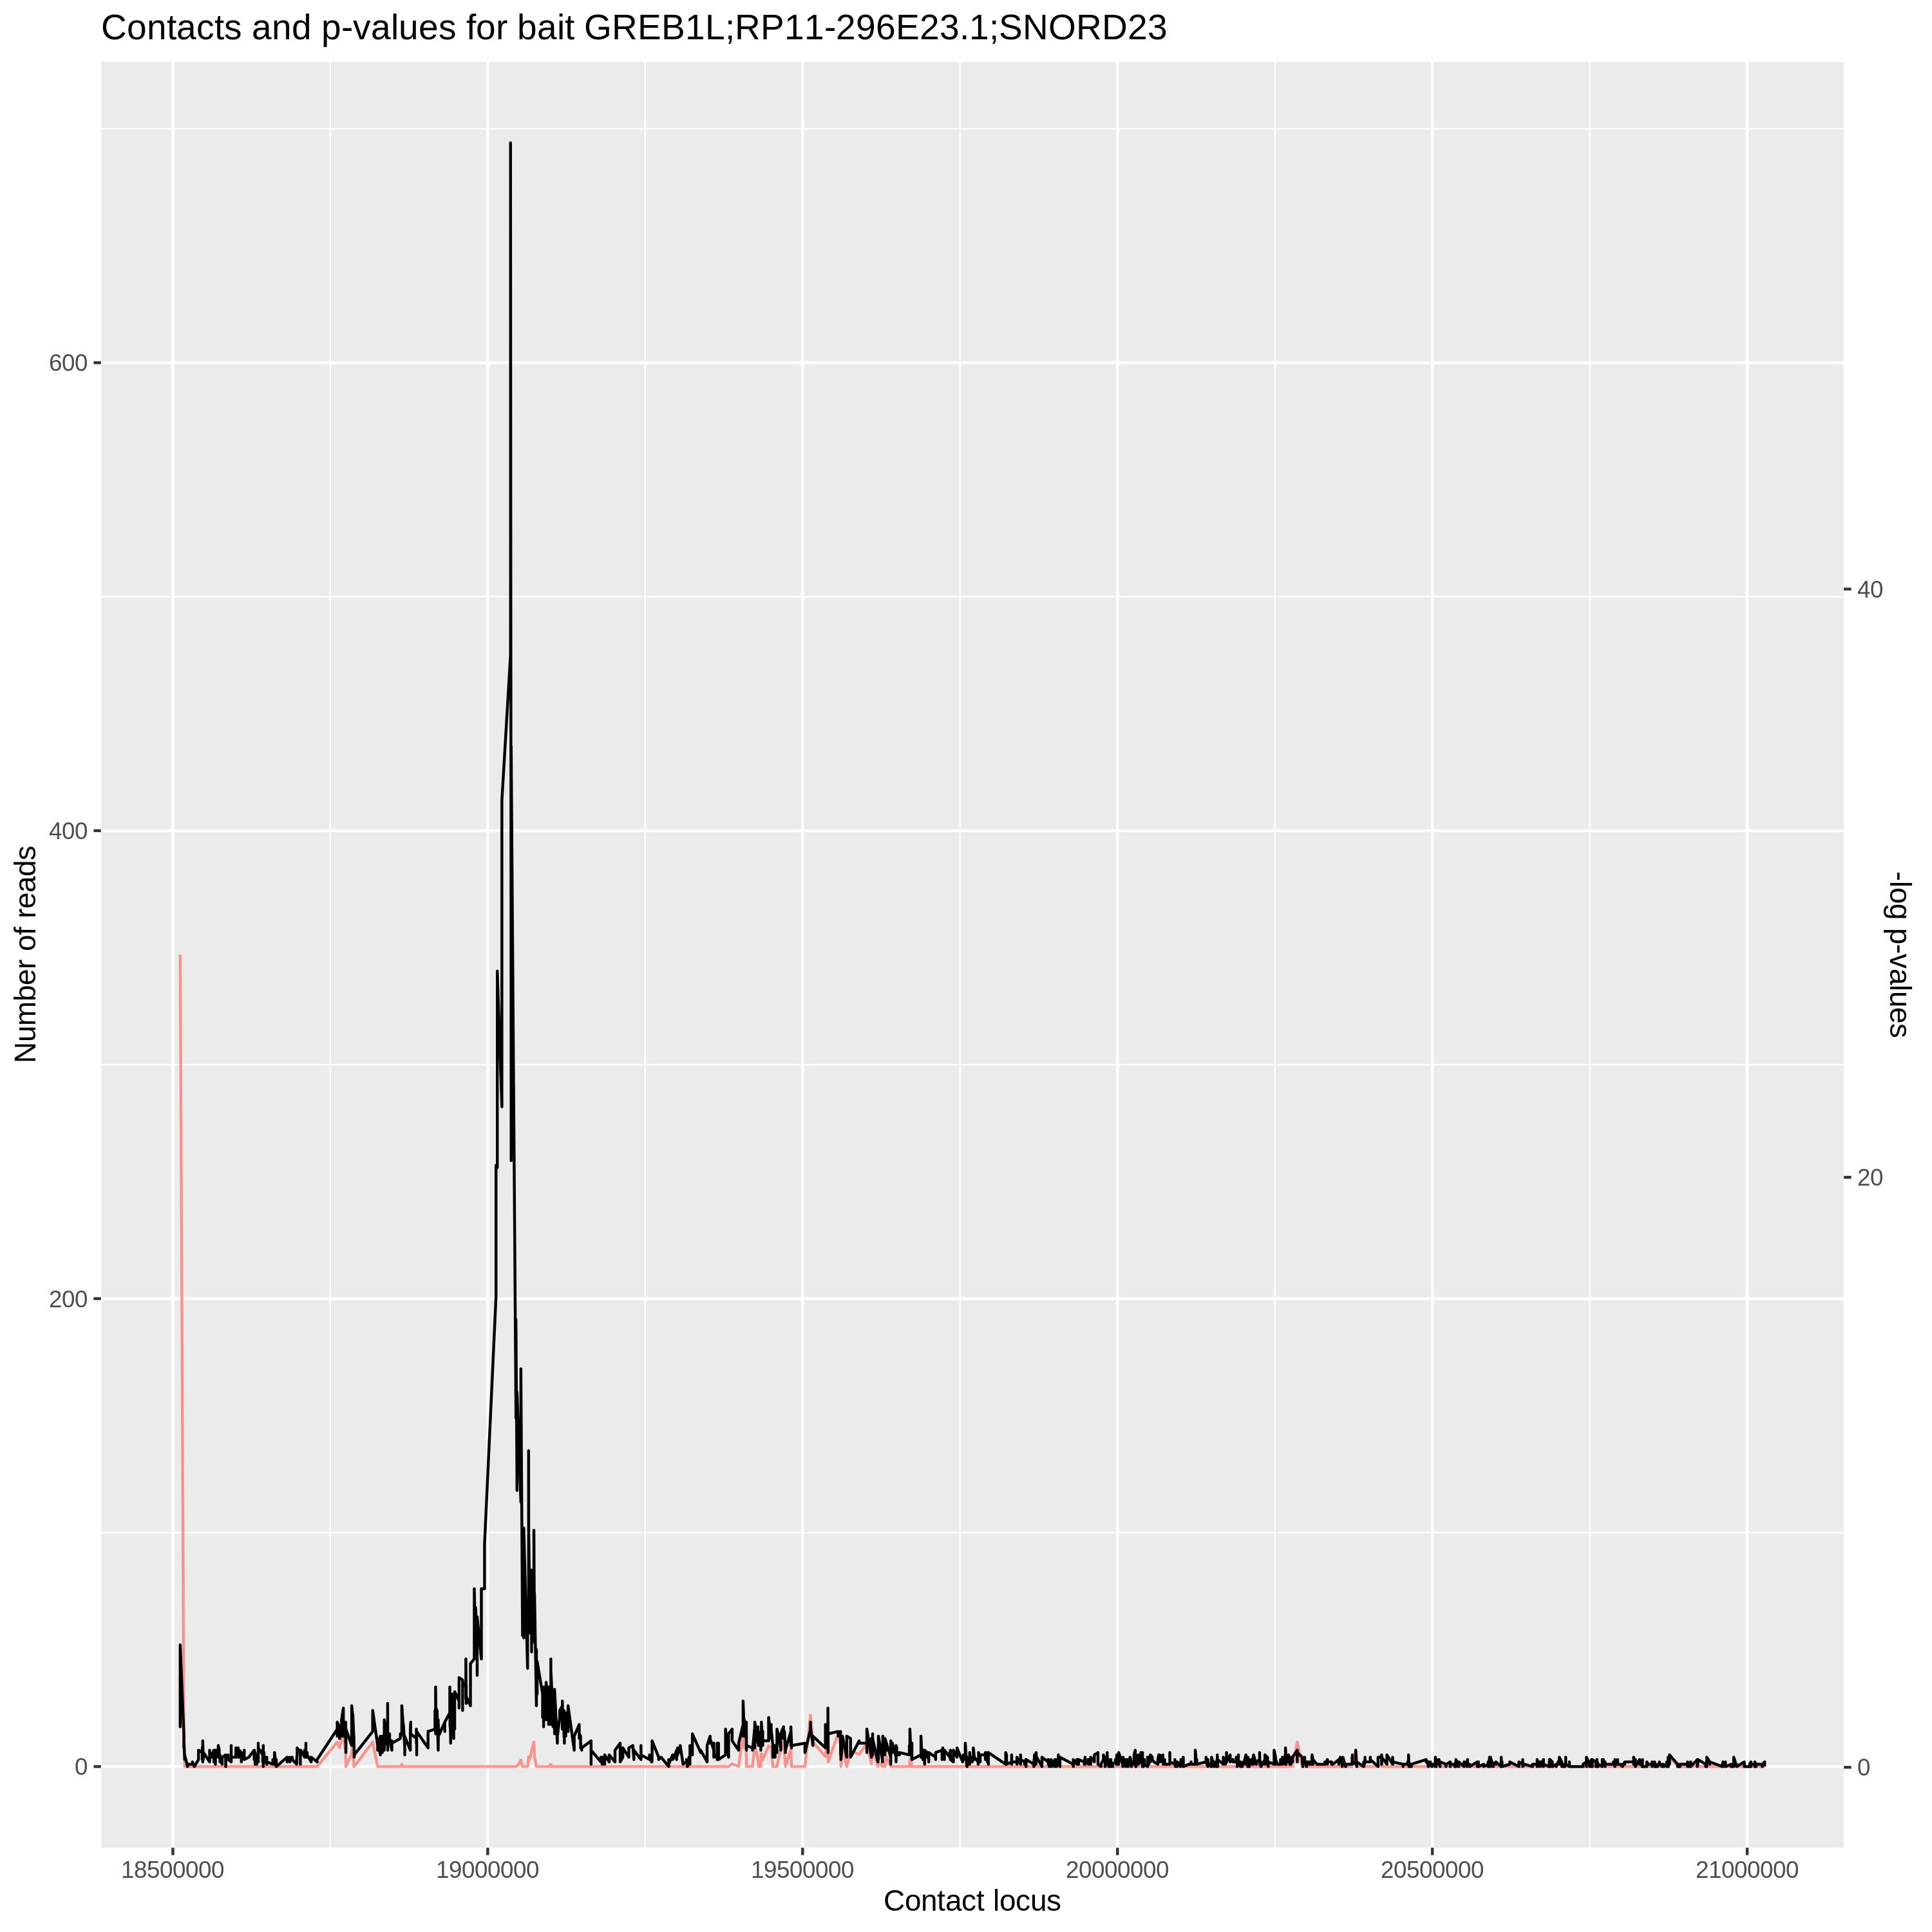 Contacts and p-values for bait GREB1L;RP11-296E23.1;SNORD23
Number of reads
600
400
200
0
-log p-values
40
20
0
18500000 19000000 19500000 20000000 20500000 21000000
Contact locus